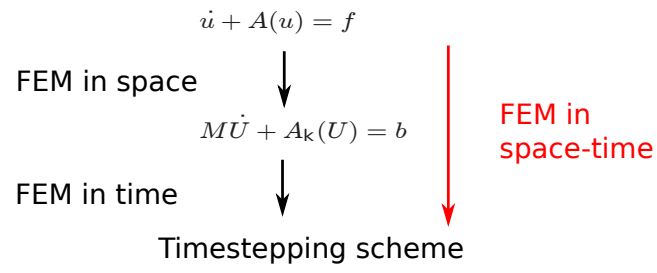 u̇ + A(u) = f
FEM in space
FEM in
space-time
MU̇ + Aₖ(U) = b
FEM in time
Timestepping scheme